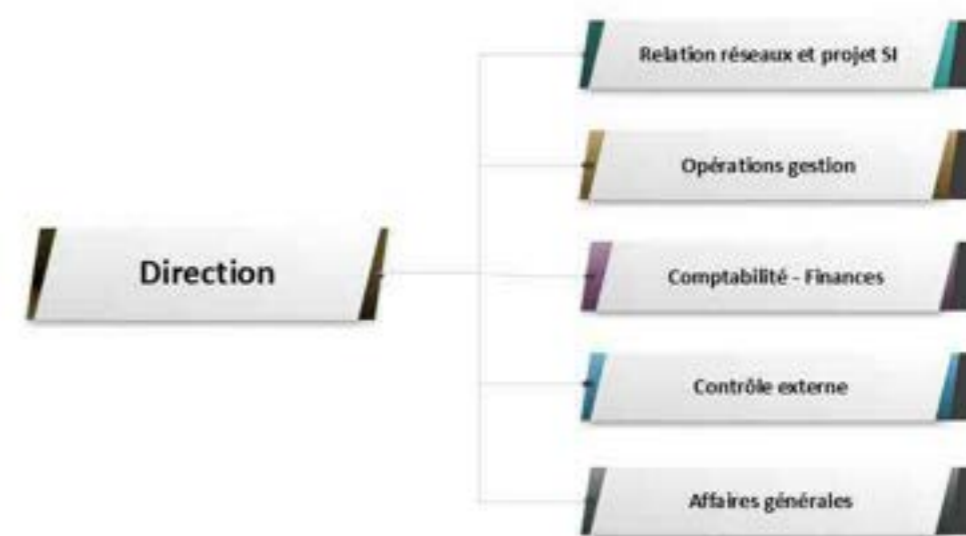 Relation réseaux et projet SI
Opérations gestion
Direction
Comptabilité - Finances
Contrôle externe
Affaires générales